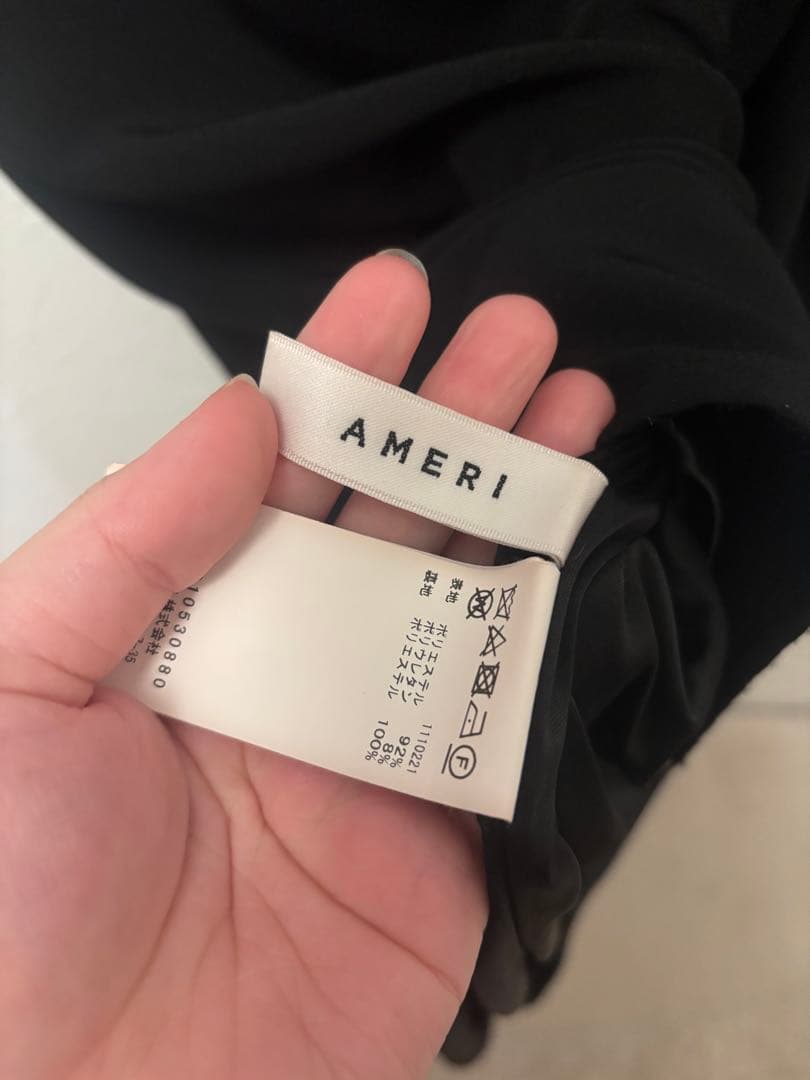 AMERI
W F
1110221
表地 ポリエステル 92%
ポリウレタン 8%
裏地 ポリエステル 100%
10530880
株式会社